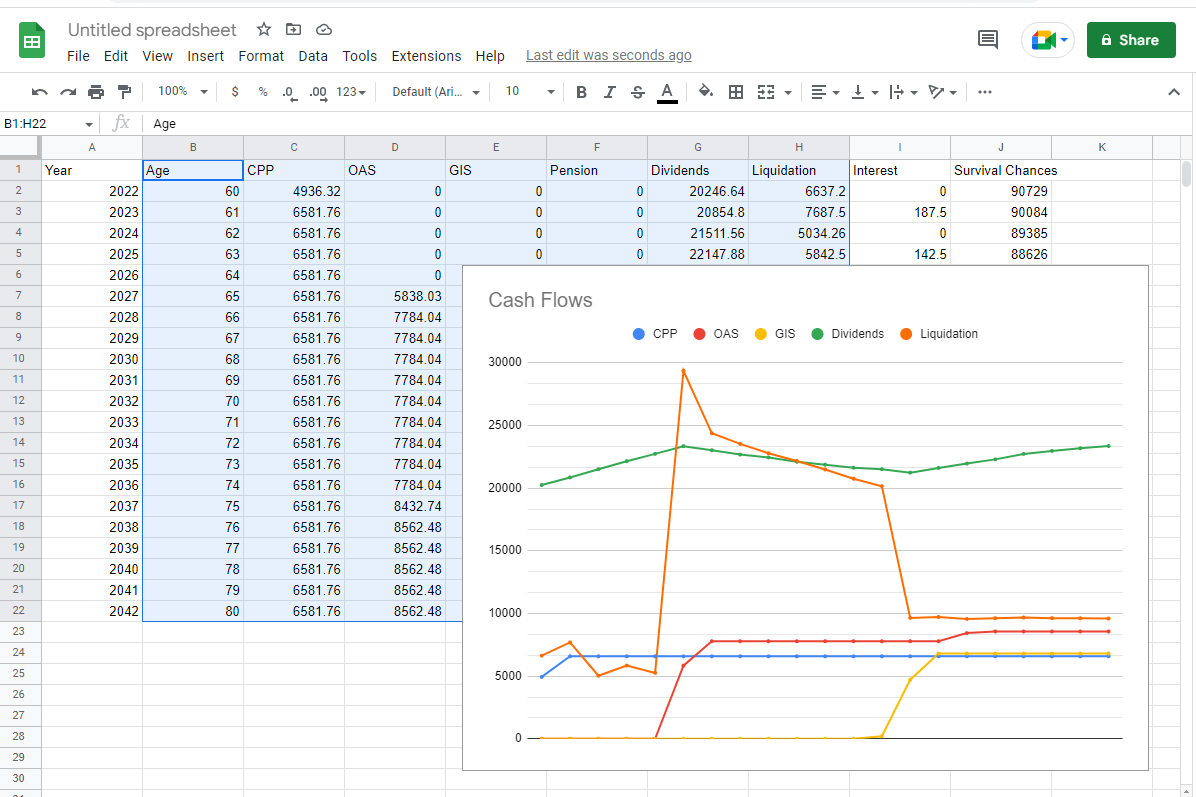 Untitled spreadsheet
File Edit View Insert Format Data Tools Extensions Help Last edit was seconds ago
Share
100% $ % .0 .00 123 Default (Ari... 10 B I S A
B1:H22 fx Age
A B C D E F G H I J K
1 Year Age CPP OAS GIS Pension Dividends Liquidation Interest Survival Chances
2 2022 60 4936.32 0 0 0 20246.64 6637.2 0 90729
3 2023 61 6581.76 0 0 0 20854.8 7687.5 187.5 90084
4 2024 62 6581.76 0 0 0 21511.56 5034.26 0 89385
5 2025 63 6581.76 0 0 0 22147.88 5842.5 142.5 88626
6 2026 64 6581.76 0
7 2027 65 6581.76 5838.03
8 2028 66 6581.76 7784.04
9 2029 67 6581.76 7784.04
10 2030 68 6581.76 7784.04
11 2031 69 6581.76 7784.04
12 2032 70 6581.76 7784.04
13 2033 71 6581.76 7784.04
14 2034 72 6581.76 7784.04
15 2035 73 6581.76 7784.04
16 2036 74 6581.76 7784.04
17 2037 75 6581.76 8432.74
18 2038 76 6581.76 8562.48
19 2039 77 6581.76 8562.48
20 2040 78 6581.76 8562.48
21 2041 79 6581.76 8562.48
22 2042 80 6581.76 8562.48
23
24
25
26
27
28
29
30
Cash Flows
CPP OAS GIS Dividends Liquidation
30000
25000
20000
15000
10000
5000
0